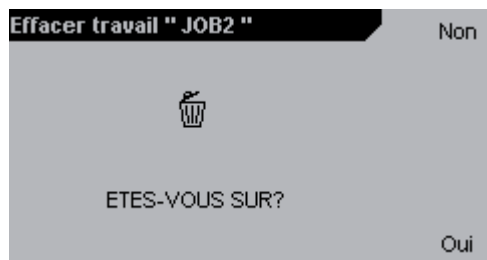 Effacer travail " JOB2 "
Non
ETES-VOUS SUR?
Oui